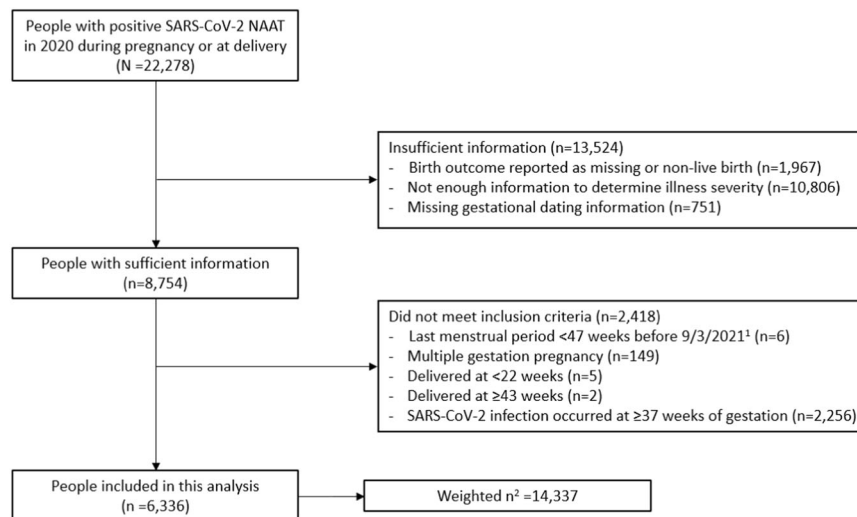 People with positive SARS-CoV-2 NAAT
in 2020 during pregnancy or at delivery
(N =22,278)
Insufficient information (n=13,524)
- Birth outcome reported as missing or non-live birth (n=1,967)
- Not enough information to determine illness severity (n=10,806)
- Missing gestational dating information (n=751)
People with sufficient information
(n=8,754)
Did not meet inclusion criteria (n=2,418)
- Last menstrual period <47 weeks before 9/3/2021¹ (n=6)
- Multiple gestation pregnancy (n=149)
- Delivered at <22 weeks (n=5)
- Delivered at ≥43 weeks (n=2)
- SARS-CoV-2 infection occurred at ≥37 weeks of gestation (n=2,256)
People included in this analysis
(n =6,336)
Weighted n² =14,337